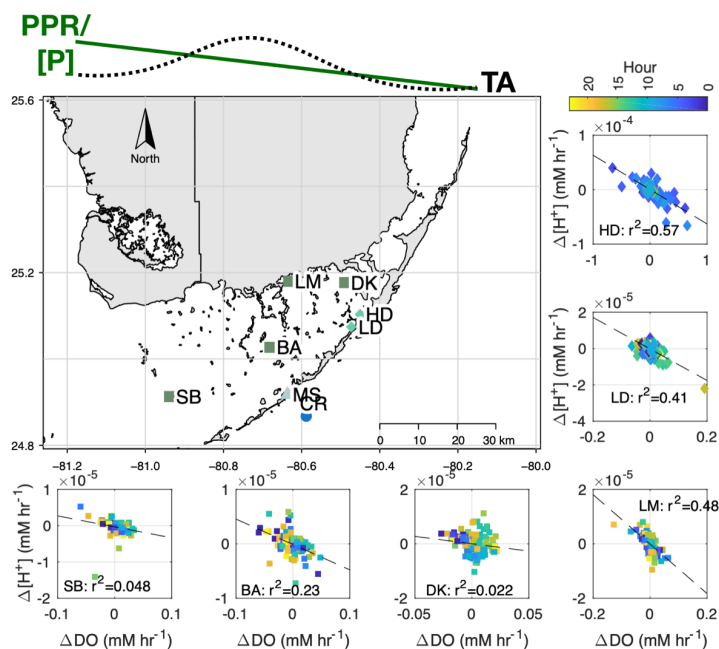 PPR/
[P]
TA
Hour
20 10 0
25.6
25.2
24.8
North
LM
DK
HD
LD
BA
SB
MS
CR
0 10 20 30 km
−81.2 −81.0 −80.8 −80.6 −80.4 −80.2 −80.0
×10⁻⁴
1
0
-1
Δ[H⁺] (mM hr⁻¹)
HD: r²=0.57
-1 0 1
×10⁻⁵
2
0
-2
-4
Δ[H⁺] (mM hr⁻¹)
LD: r²=0.41
-0.2 0 0.2
×10⁻⁵
1
0
-1
-2
Δ[H⁺] (mM hr⁻¹)
SB: r²=0.048
-0.1 0 0.1
ΔDO (mM hr⁻¹)
×10⁻⁵
1
0
-1
BA: r²=0.23
-0.1 0 0.1
ΔDO (mM hr⁻¹)
×10⁻⁵
2
0
-2
DK: r²=0.022
-0.05 0 0.05
ΔDO (mM hr⁻¹)
×10⁻⁵
2
0
-2
LM: r²=0.48
-0.2 0 0.2
ΔDO (mM hr⁻¹)